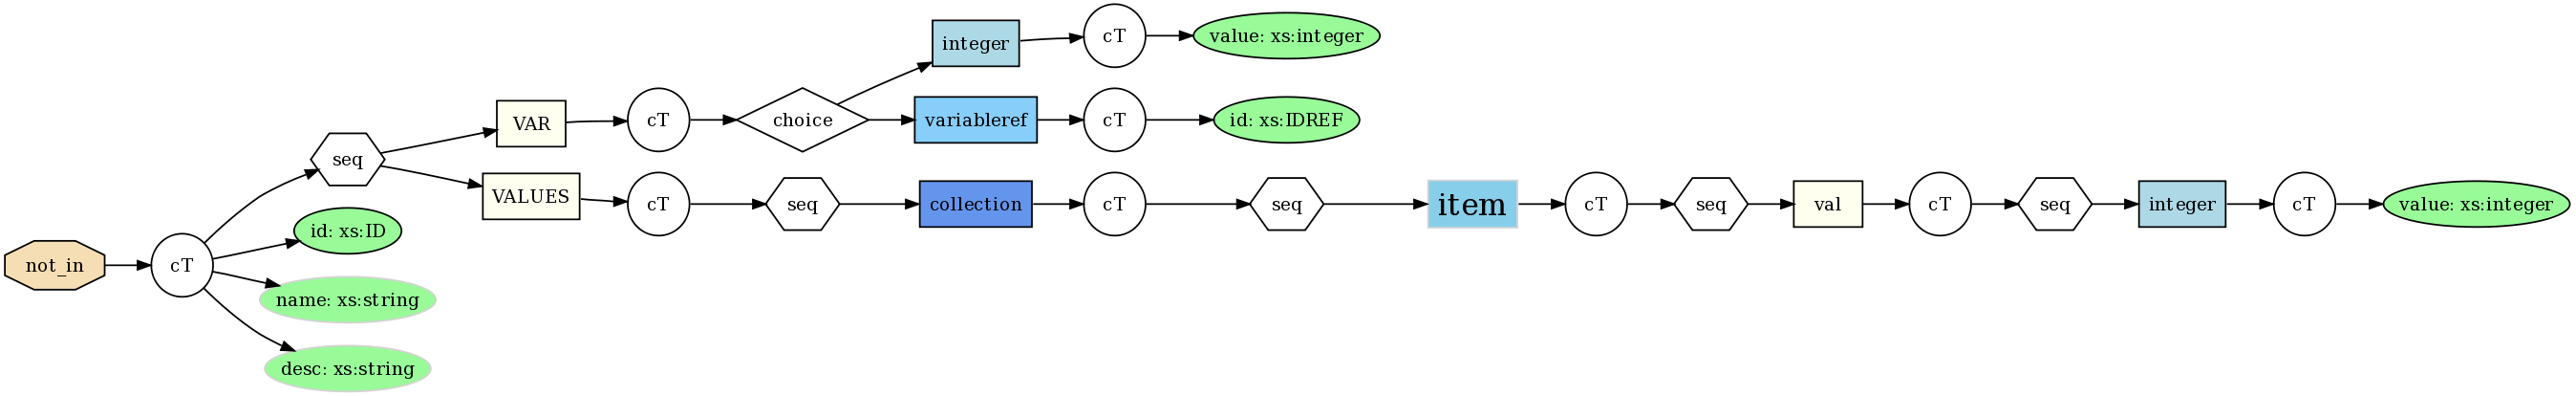 not_in
cT
seq
id: xs:ID
name: xs:string
desc: xs:string
VAR
cT
choice
integer
cT
value: xs:integer
variableref
cT
id: xs:IDREF
VALUES
cT
seq
collection
cT
seq
item
cT
seq
val
cT
seq
integer
cT
value: xs:integer